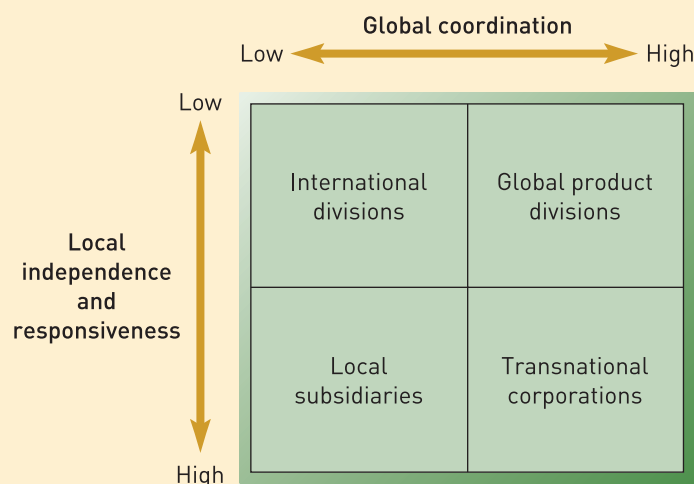 Global coordination
Low
High
Low
International
divisions
Global product
divisions
Local
independence
and
responsiveness
Local
subsidiaries
Transnational
corporations
High